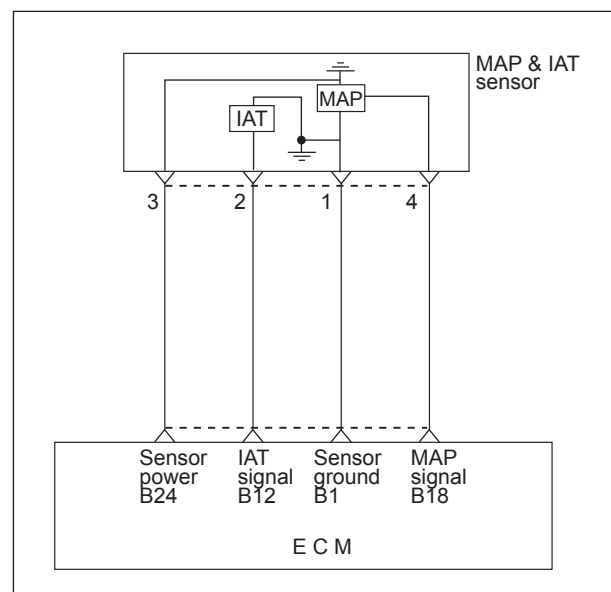 MAP & IAT
sensor
MAP
IAT
3 2 1 4
Sensor power B24
IAT signal B12
Sensor ground B1
MAP signal B18
E C M